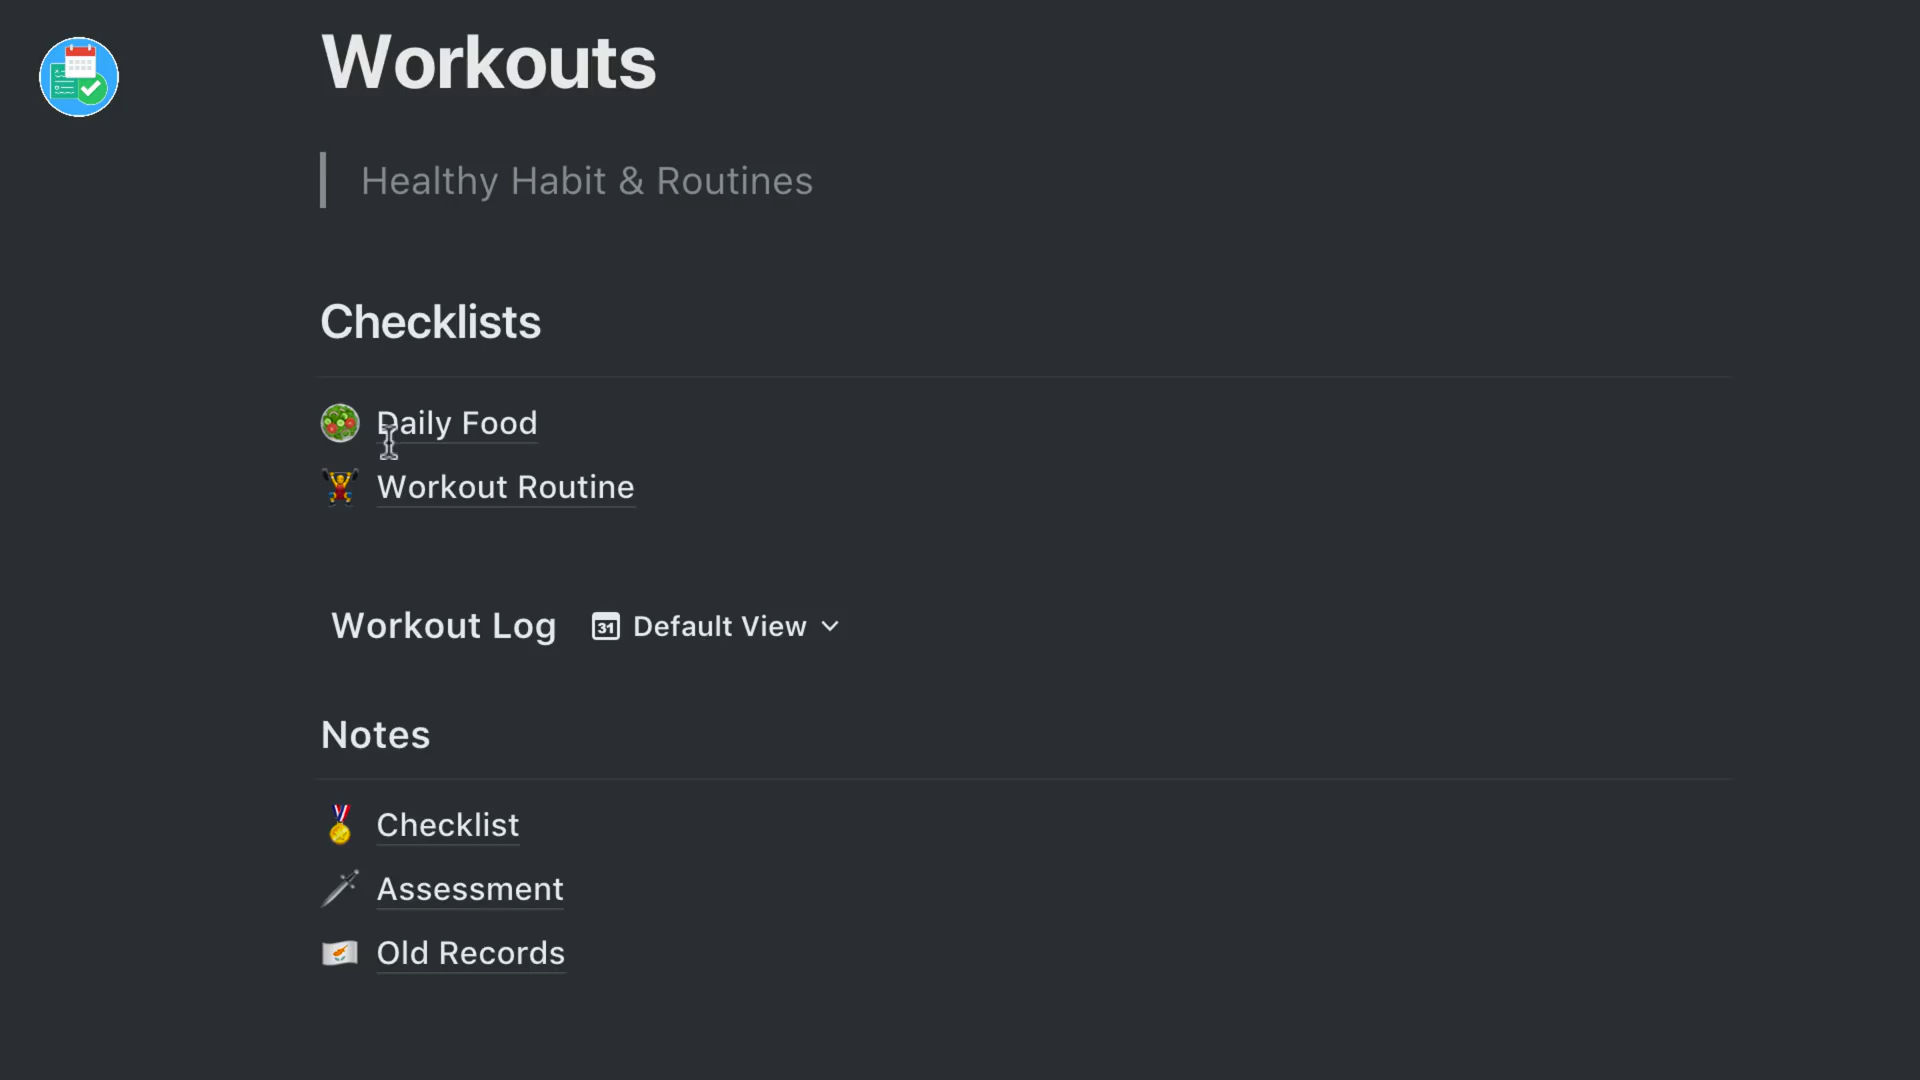 Workouts
Healthy Habit & Routines
Checklists
Daily Food
Workout Routine
Workout Log 31 Default View
Notes
Checklist
Assessment
Old Records